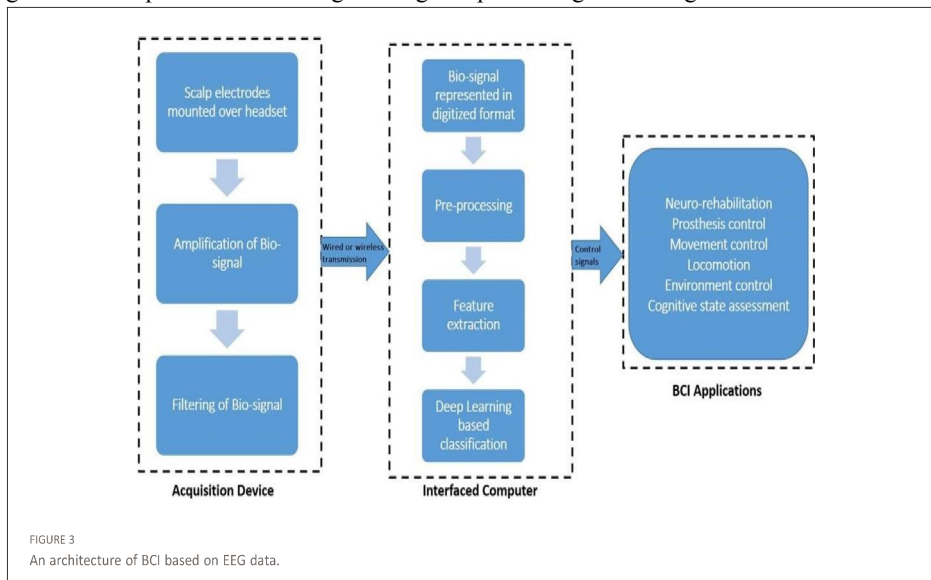 Scalp electrodes
mounted over headset
Amplification of Bio-
signal
Filtering of Bio-signal
Acquisition Device
Wired or wireless
transmission
Bio-signal
represented in
digitized format
Pre-processing
Feature
extraction
Deep Learning
based
classification
Interfaced Computer
Control
signals
Neuro-rehabilitation
Prosthesis control
Movement control
Locomotion
Environment control
Cognitive state assessment
BCI Applications
FIGURE 3
An architecture of BCI based on EEG data.